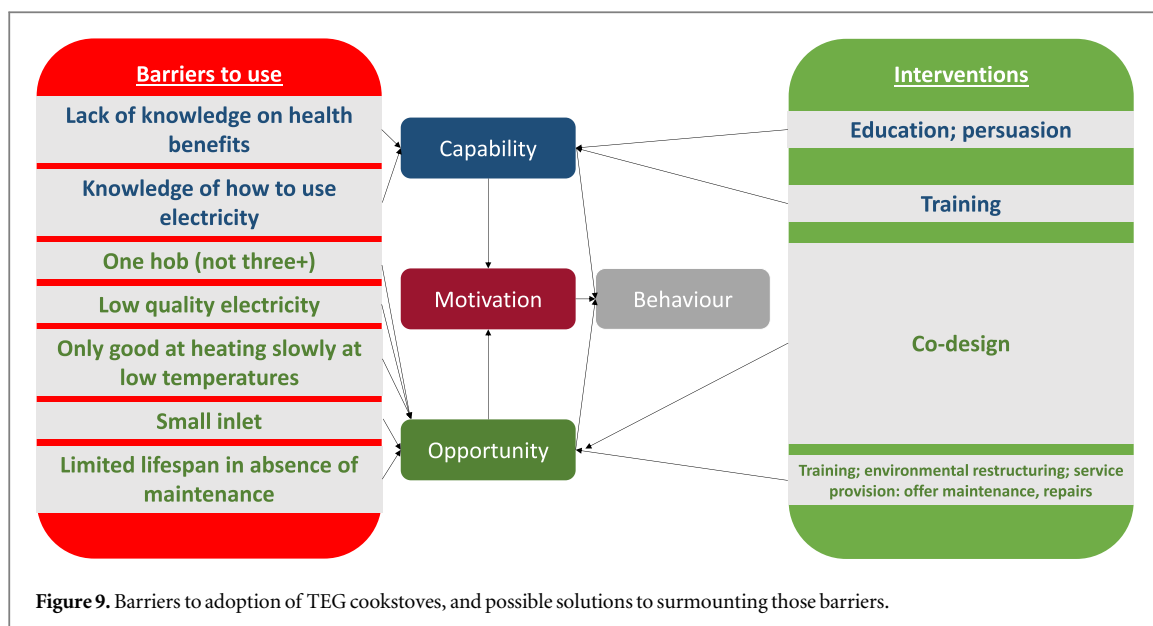 Barriers to use
Lack of knowledge on health
benefits
Knowledge of how to use
electricity
One hob (not three+)
Low quality electricity
Only good at heating slowly at
low temperatures
Small inlet
Limited lifespan in absence of
maintenance
Capability
Motivation
Behaviour
Opportunity
Interventions
Education; persuasion
Training
Co-design
Training; environmental restructuring; service
provision: offer maintenance, repairs
Figure 9. Barriers to adoption of TEG cookstoves, and possible solutions to surmounting those barriers.